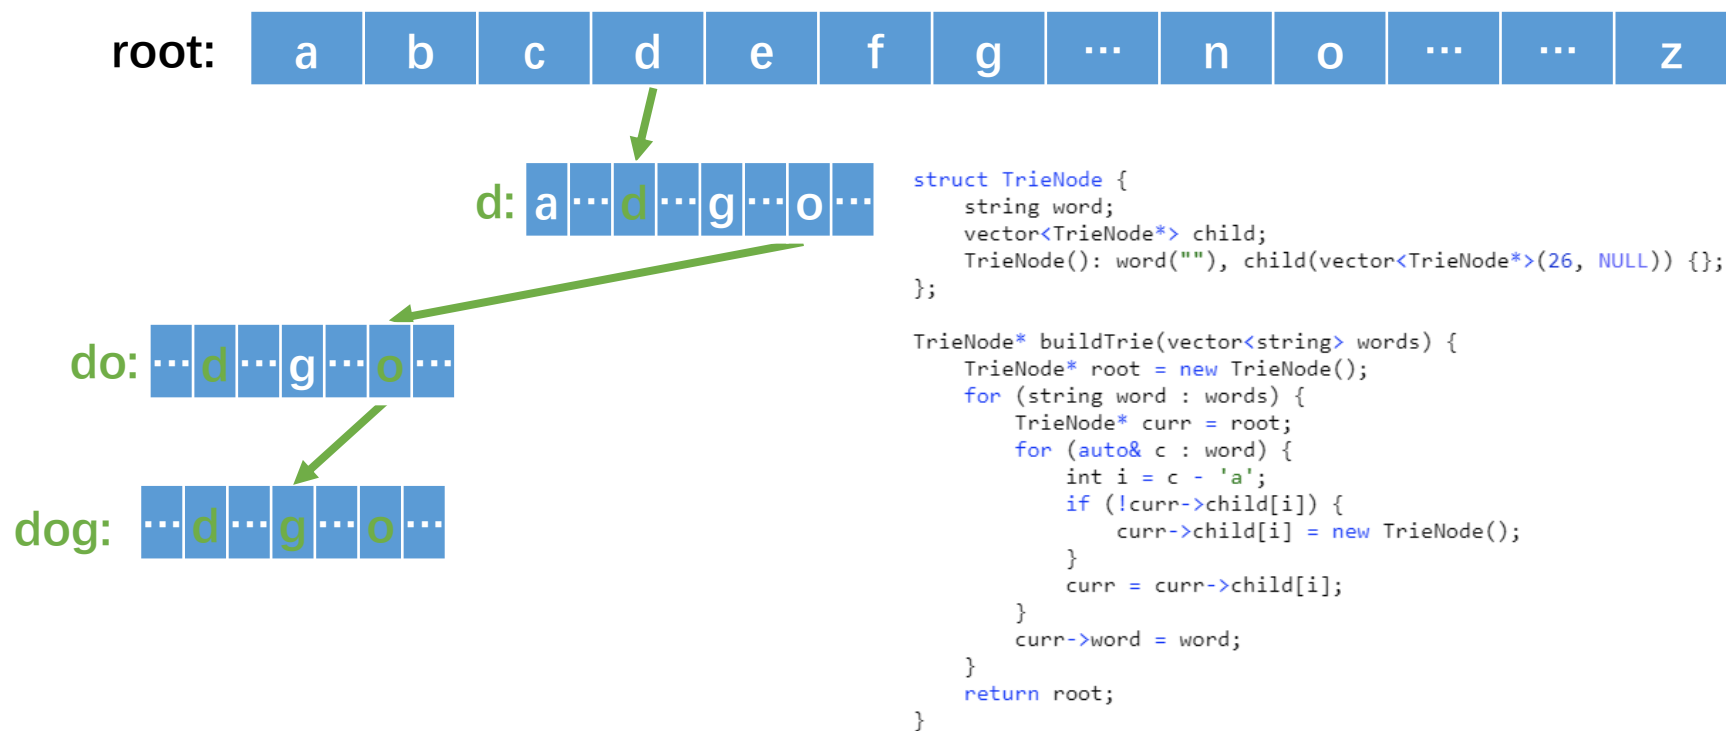 root: a b c d e f g ... n o ... ... z
d: a ... d ... g ... o ...
do: ... d ... g ... o ...
dog: ... d ... g ... o ...
struct TrieNode {
    string word;
    vector<TrieNode*> child;
    TrieNode(): word(""), child(vector<TrieNode*>(26, NULL)) {};
};
TrieNode* buildTrie(vector<string> words) {
    TrieNode* root = new TrieNode();
    for (string word : words) {
        TrieNode* curr = root;
        for (auto& c : word) {
            int i = c - 'a';
            if (!curr->child[i]) {
                curr->child[i] = new TrieNode();
            }
            curr = curr->child[i];
        }
        curr->word = word;
    }
    return root;
}